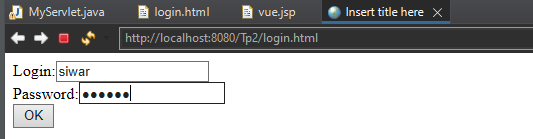 MyServlet.java login.html vue.jsp Insert title here
http://localhost:8080/Tp2/login.html
Login: siwar
Password: ●●●●●●
OK